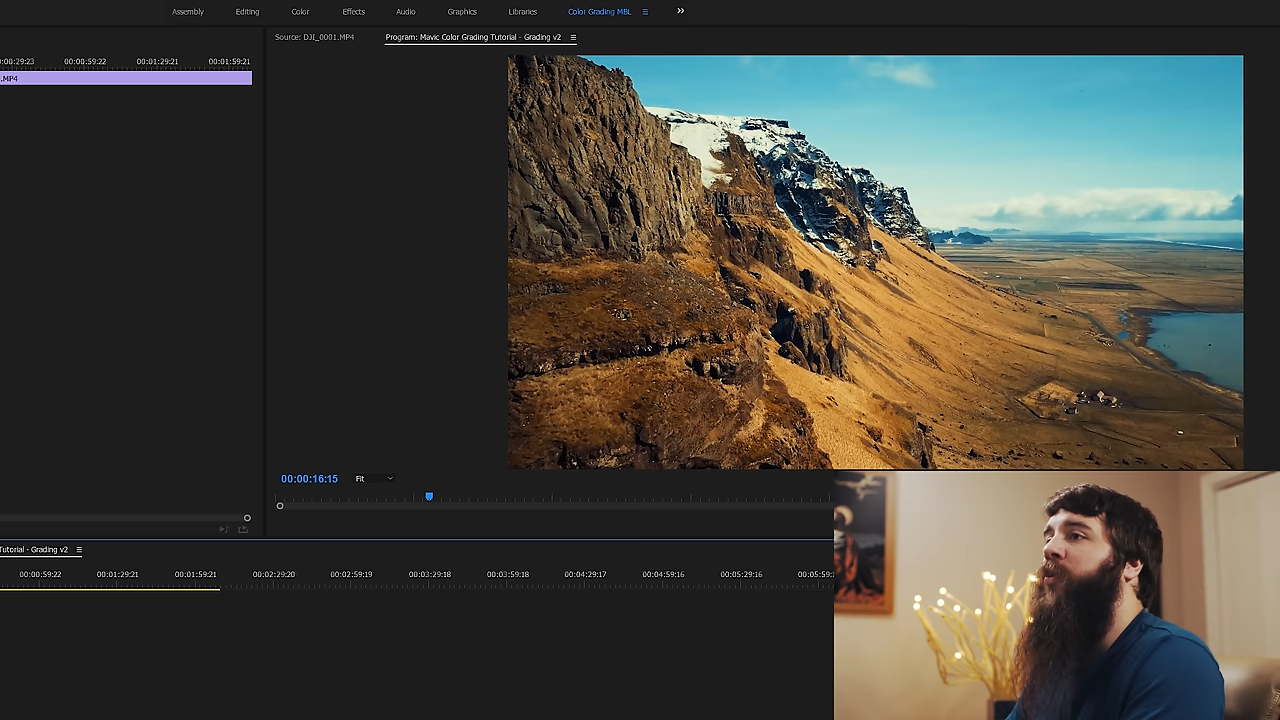 Assembly Editing Color Effects Audio Graphics Libraries Color Grading MBL
Source: DJI_0001.MP4 Program: Mavic Color Grading Tutorial - Grading v2
:00:29:23 00:00:59:22 00:01:29:21 00:01:59:21
.MP4
00:00:16:15 Fit
Tutorial - Grading v2
00:00:59:22 00:01:29:21 00:01:59:21 00:02:29:20 00:02:59:19 00:03:29:18 00:03:59:18 00:04:29:17 00:04:59:16 00:05:29:16 00:05:59: